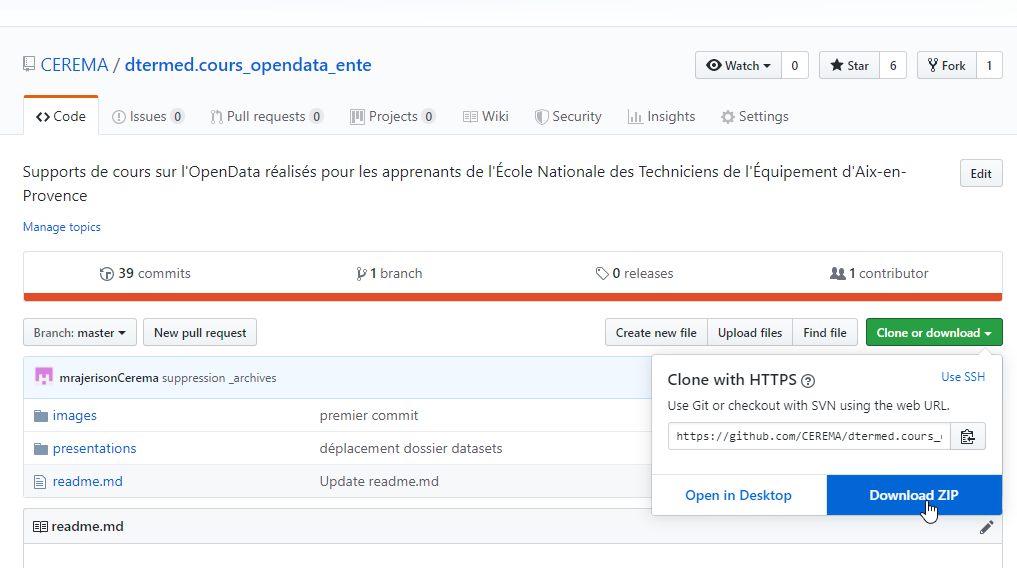 CEREMA / dtermed.cours_opendata_ente
Watch 0 Star 6 Fork 1
Code Issues 0 Pull requests 0 Projects 0 Wiki Security Insights Settings
Supports de cours sur l'OpenData réalisés pour les apprenants de l'École Nationale des Techniciens de l'Équipement d'Aix-en-
Provence
Edit
Manage topics
39 commits 1 branch 0 releases 1 contributor
Branch: master New pull request Create new file Upload files Find file Clone or download
mrajerisonCerema suppression _archives
images premier commit
presentations déplacement dossier datasets
readme.md Update readme.md
readme.md
Clone with HTTPS Use SSH
Use Git or checkout with SVN using the web URL.
https://github.com/CEREMA/dtermed.cours_
Open in Desktop Download ZIP